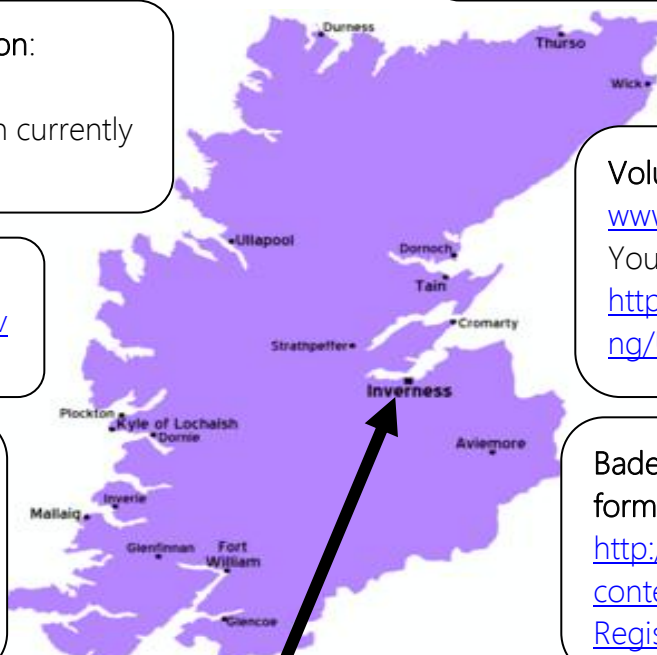 on:
n currently
Durness
Thurso
Wick
Volu
www
You
http
ng/
/
Ullapool
Dornoch
Tain
Cromarty
Strathpeffer
Inverness
Plockton
Kyle of Lochalsh
Dornie
Aviemore
Inverie
Mallaig
Glenfinnan
Fort
William
Glencoe
Bade
form
http:/
conte
Regis